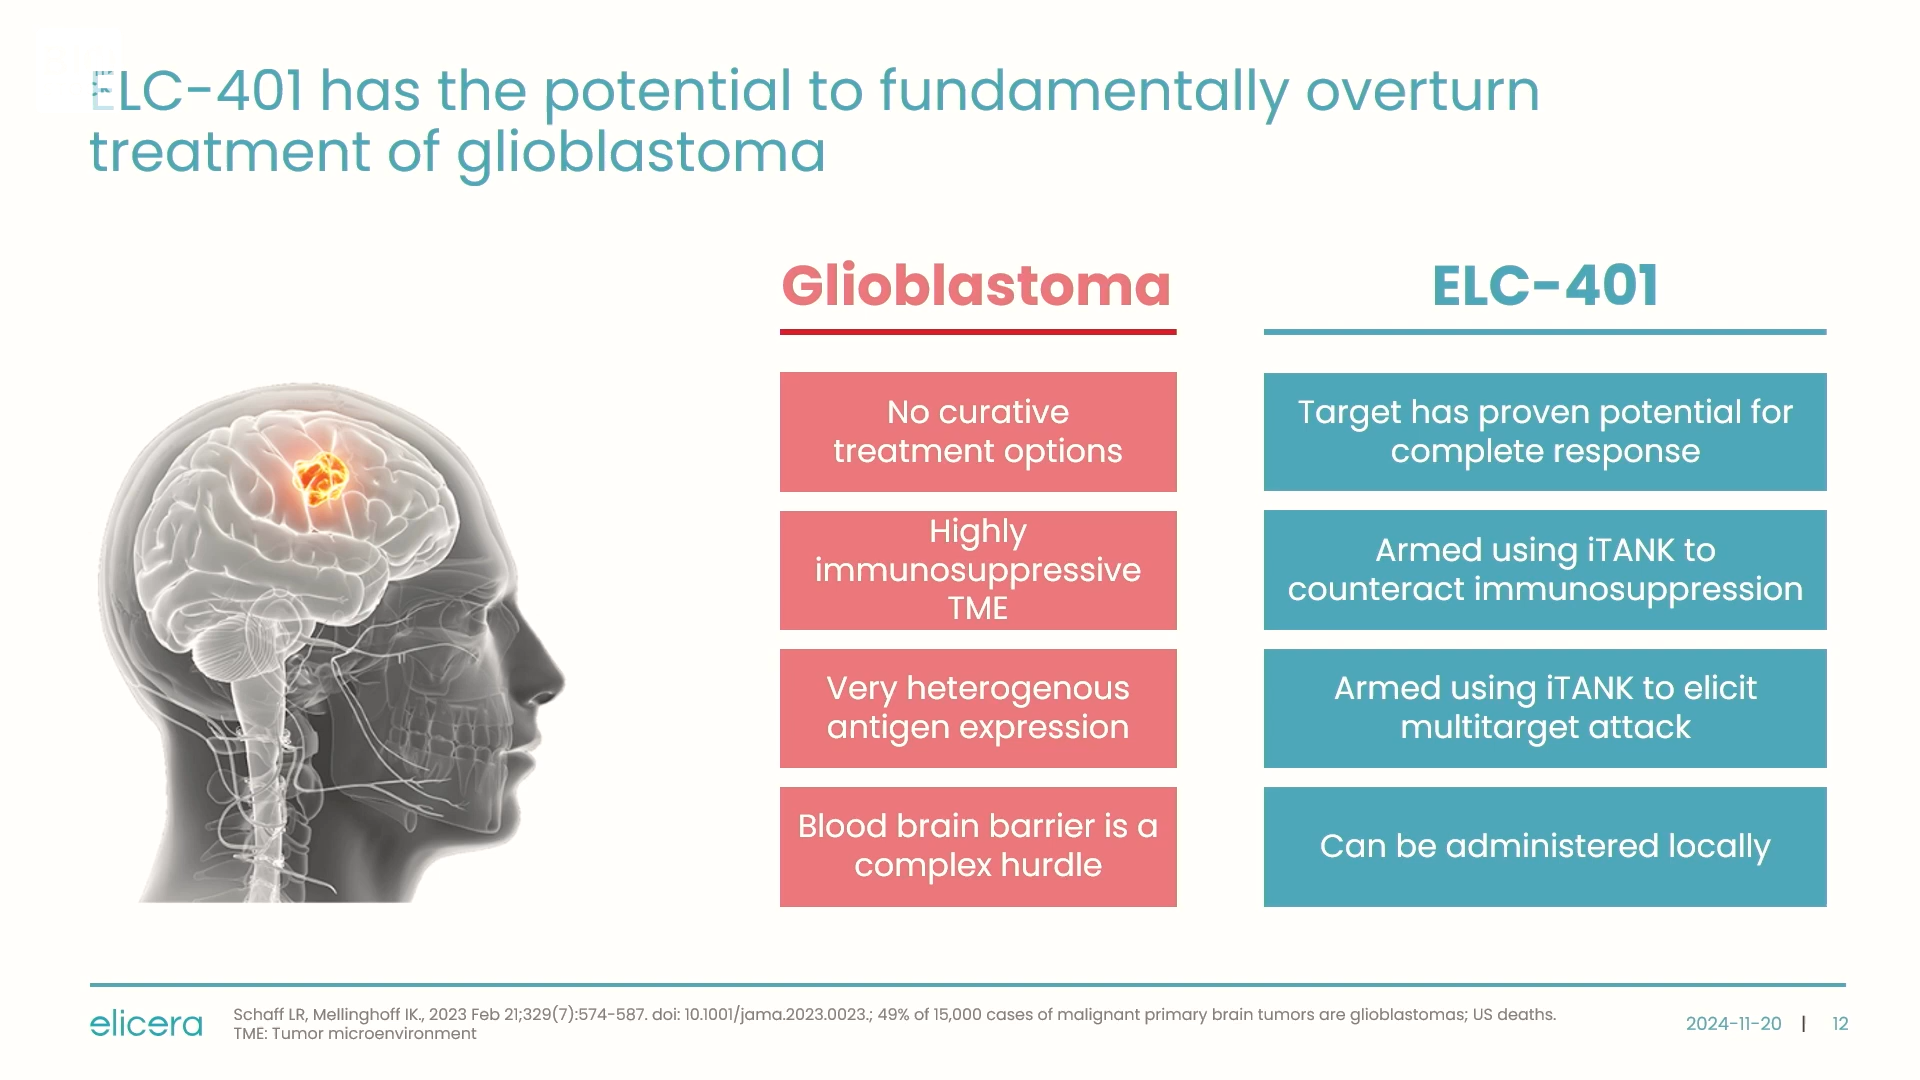 ELC-401 has the potential to fundamentally overturn
treatment of glioblastoma
Glioblastoma
ELC-401
No curative
treatment options
Target has proven potential for
complete response
Highly
immunosuppressive
TME
Armed using iTANK to
counteract immunosuppression
Very heterogenous
antigen expression
Armed using iTANK to elicit
multitarget attack
Blood brain barrier is a
complex hurdle
Can be administered locally
elicera
Schaff LR, Mellinghoff IK., 2023 Feb 21;329(7):574-587. doi: 10.1001/jama.2023.0023.; 49% of 15,000 cases of malignant primary brain tumors are glioblastomas; US deaths.
TME: Tumor microenvironment
2024-11-20 | 12